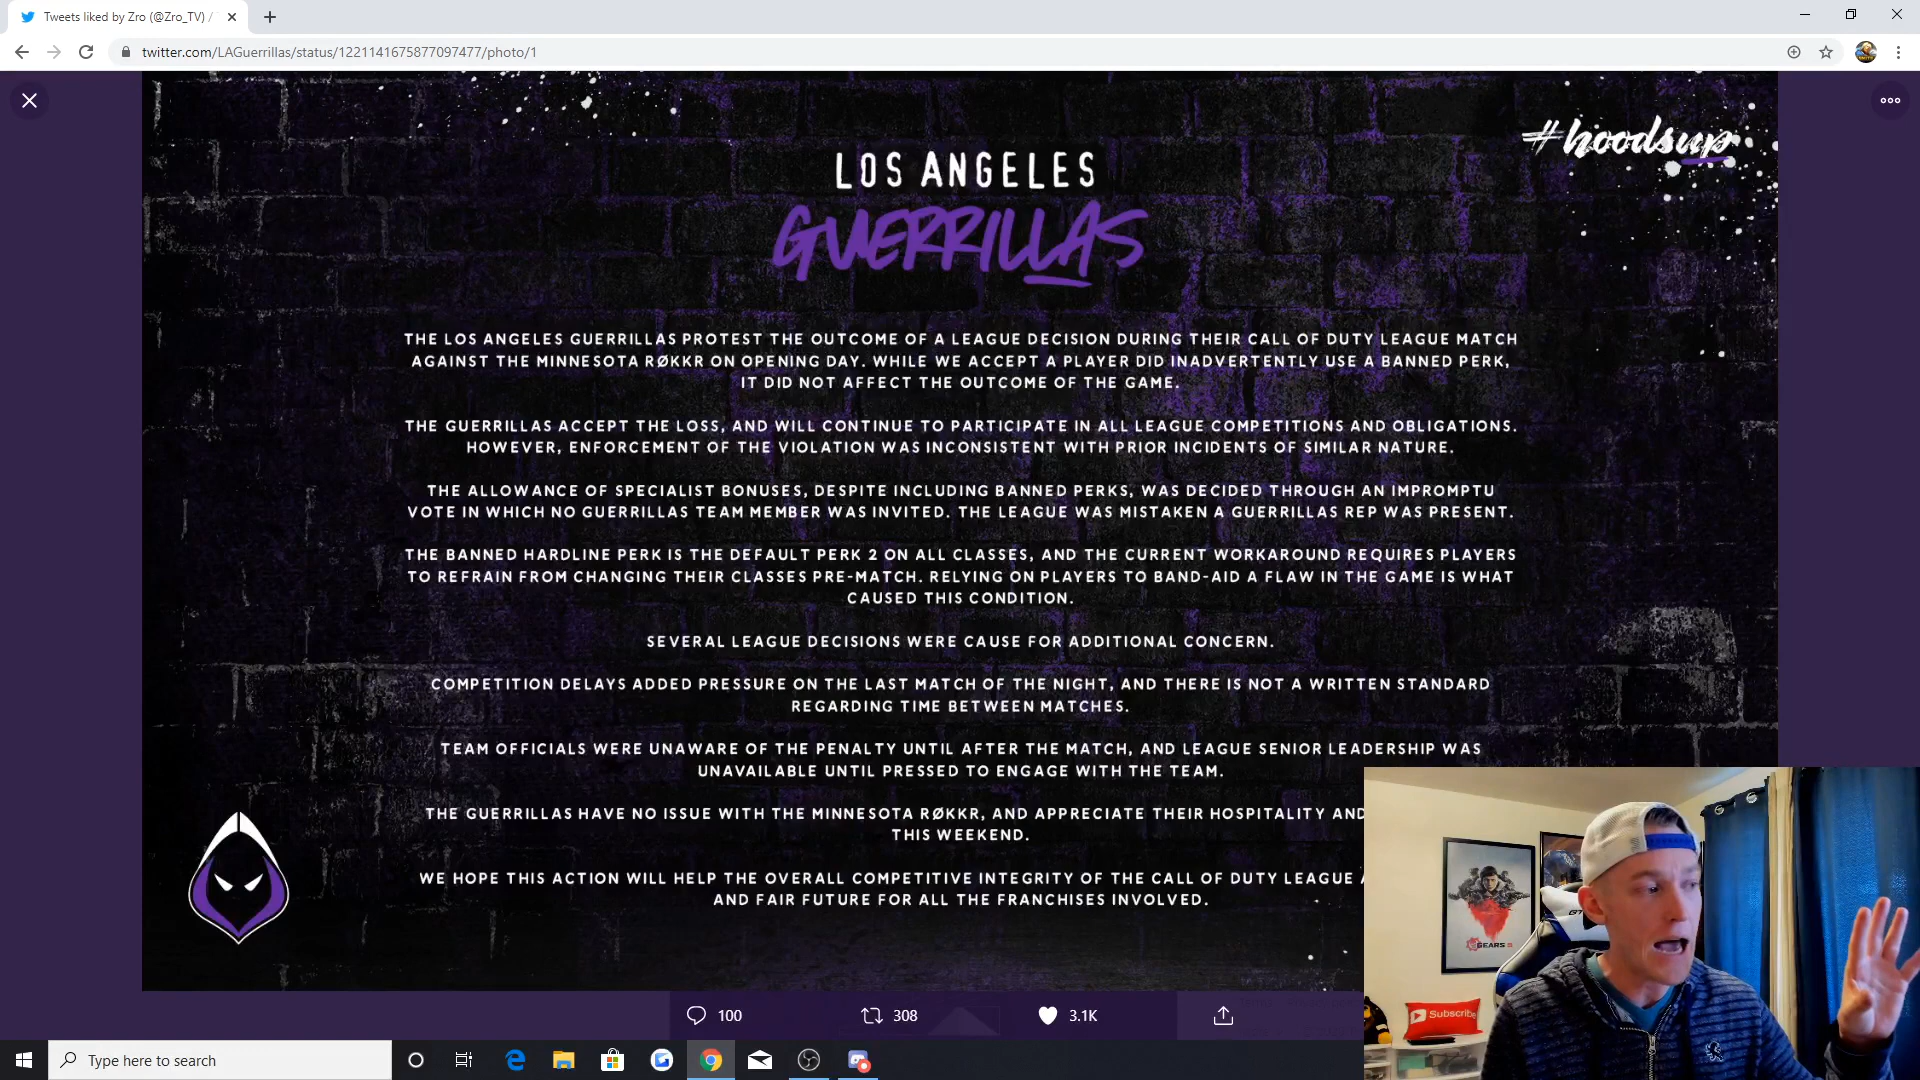 Tweets liked by Zro (@Zro_TV) /
twitter.com/LAGuerrillas/status/1221141675877097477/photo/1
#hoodsup
LOS ANGELES
GUERRILLAS
THE LOS ANGELES GUERRILLAS PROTEST THE OUTCOME OF A LEAGUE DECISION DURING THEIR CALL OF DUTY LEAGUE MATCH
AGAINST THE MINNESOTA RØKKR ON OPENING DAY. WHILE WE ACCEPT A PLAYER DID INADVERTENTLY USE A BANNED PERK,
IT DID NOT AFFECT THE OUTCOME OF THE GAME.
THE GUERRILLAS ACCEPT THE LOSS, AND WILL CONTINUE TO PARTICIPATE IN ALL LEAGUE COMPETITIONS AND OBLIGATIONS.
HOWEVER, ENFORCEMENT OF THE VIOLATION WAS INCONSISTENT WITH PRIOR INCIDENTS OF SIMILAR NATURE.
THE ALLOWANCE OF SPECIALIST BONUSES, DESPITE INCLUDING BANNED PERKS, WAS DECIDED THROUGH AN IMPROMPTU
VOTE IN WHICH NO GUERRILLAS TEAM MEMBER WAS INVITED. THE LEAGUE WAS MISTAKEN A GUERRILLAS REP WAS PRESENT.
THE BANNED HARDLINE PERK IS THE DEFAULT PERK 2 ON ALL CLASSES, AND THE CURRENT WORKAROUND REQUIRES PLAYERS
TO REFRAIN FROM CHANGING THEIR CLASSES PRE-MATCH. RELYING ON PLAYERS TO BAND-AID A FLAW IN THE GAME IS WHAT
CAUSED THIS CONDITION.
SEVERAL LEAGUE DECISIONS WERE CAUSE FOR ADDITIONAL CONCERN.
COMPETITION DELAYS ADDED PRESSURE ON THE LAST MATCH OF THE NIGHT, AND THERE IS NOT A WRITTEN STANDARD
REGARDING TIME BETWEEN MATCHES.
TEAM OFFICIALS WERE UNAWARE OF THE PENALTY UNTIL AFTER THE MATCH, AND LEAGUE SENIOR LEADERSHIP WAS
UNAVAILABLE UNTIL PRESSED TO ENGAGE WITH THE TEAM.
THE GUERRILLAS HAVE NO ISSUE WITH THE MINNESOTA RØKKR, AND APPRECIATE THEIR HOSPITALITY AND
THIS WEEKEND.
WE HOPE THIS ACTION WILL HELP THE OVERALL COMPETITIVE INTEGRITY OF THE CALL OF DUTY LEAGUE
AND FAIR FUTURE FOR ALL THE FRANCHISES INVOLVED.
100
308
3.1K
GEARS 5
GT
Subscribe
Type here to search